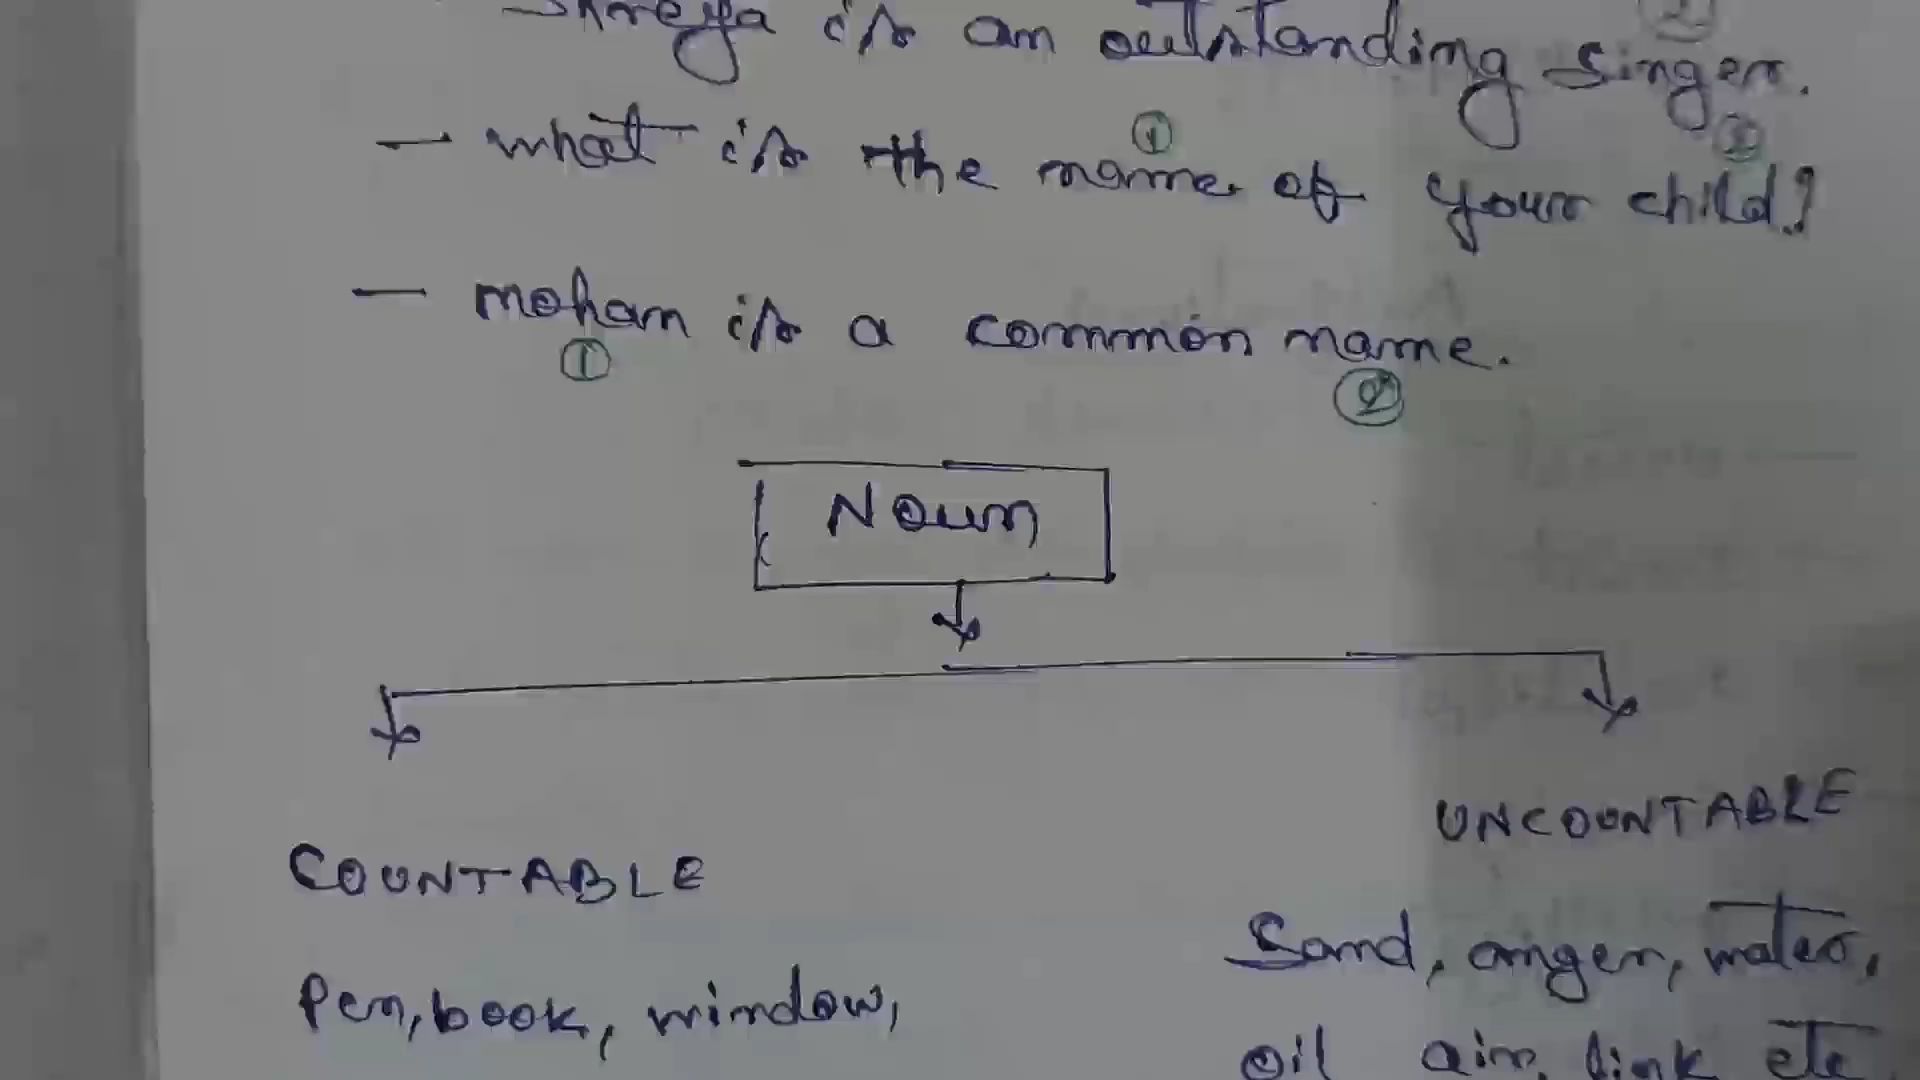 Shreya is an outstanding singer.
- what is the name of your child?
- mohan is a common name.
Noun
COUNTABLE
UNCOUNTABLE
Pen, book, window,
Sand, anger, water,
oil air, etc